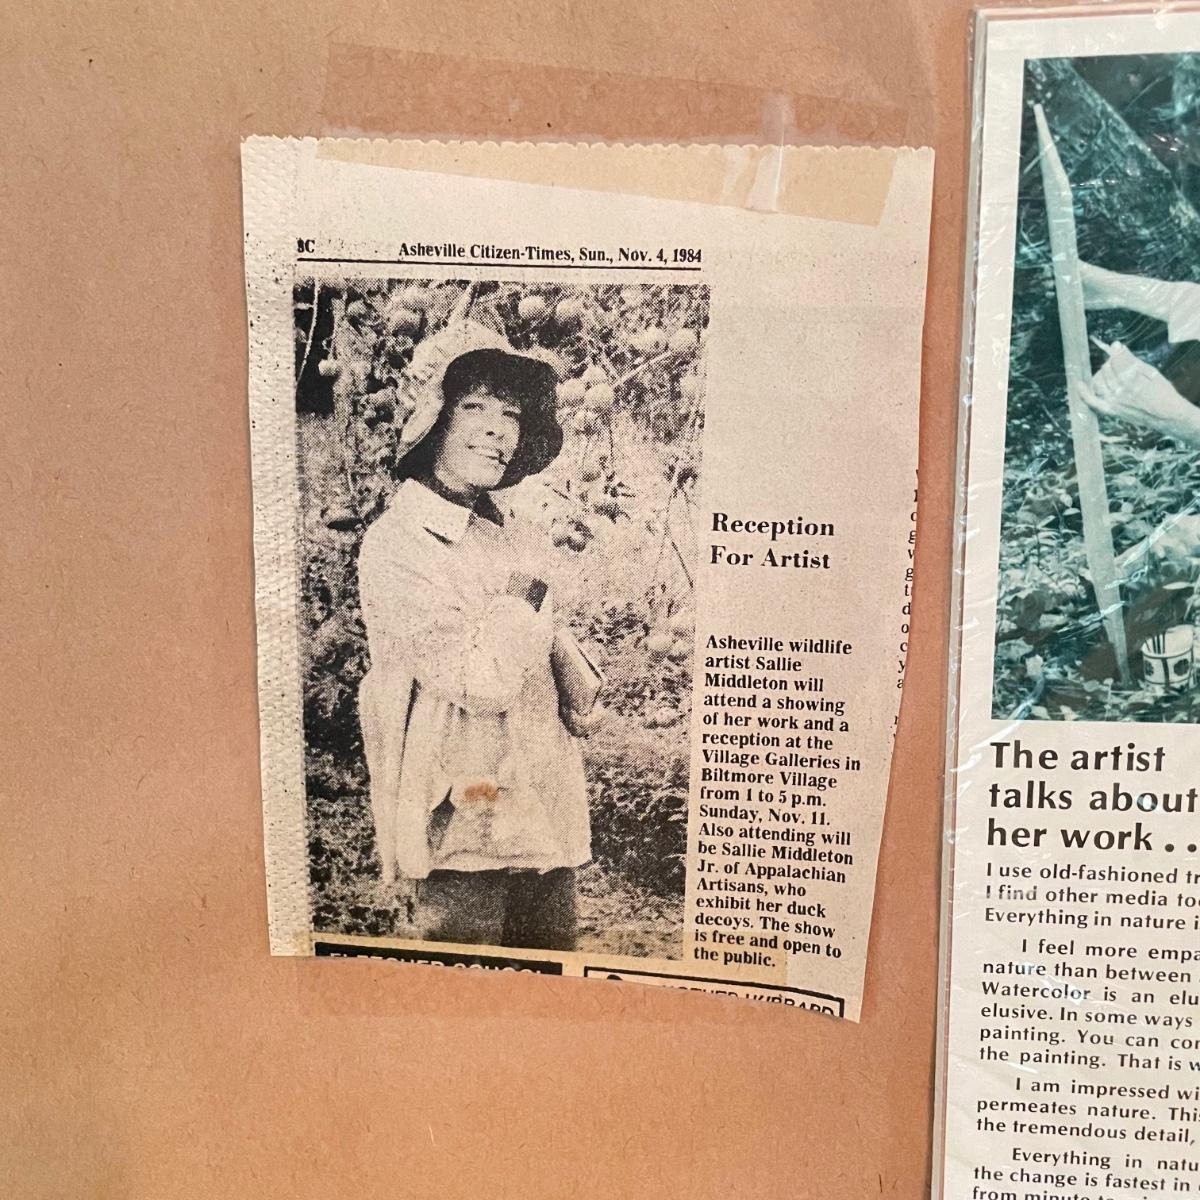 8C Asheville Citizen-Times, Sun., Nov. 4, 1984
Reception
For Artist
Asheville wildlife
artist Sallie
Middleton will
attend a showing
of her work and a
reception at the
Village Galleries in
Biltmore Village
from 1 to 5 p.m.
Sunday, Nov. 11.
Also attending will
be Sallie Middleton
Jr. of Appalachian
Artisans, who
exhibit her duck
decoys. The show
is free and open to
the public.
The artist
talks about
her work . .
I use old-fashioned
I find other media
Everything in nature
I feel more
nature than between
Watercolor is an
elusive. In some ways
painting. You can
the painting. That is
I am impressed
permeates nature.
the tremendous detail,
Everything in
the change is fastest in
from